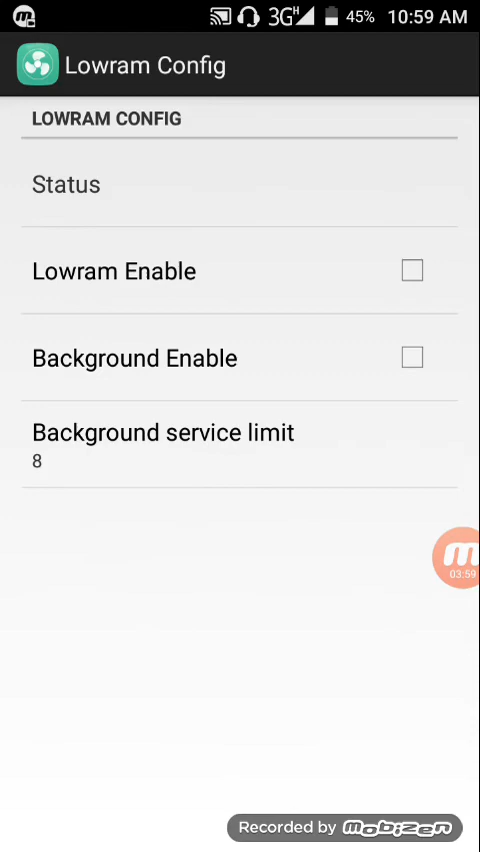 3G H 45% 10:59 AM
Lowram Config
LOWRAM CONFIG
Status
Lowram Enable
Background Enable
Background service limit
8
03:59
Recorded by mobizen